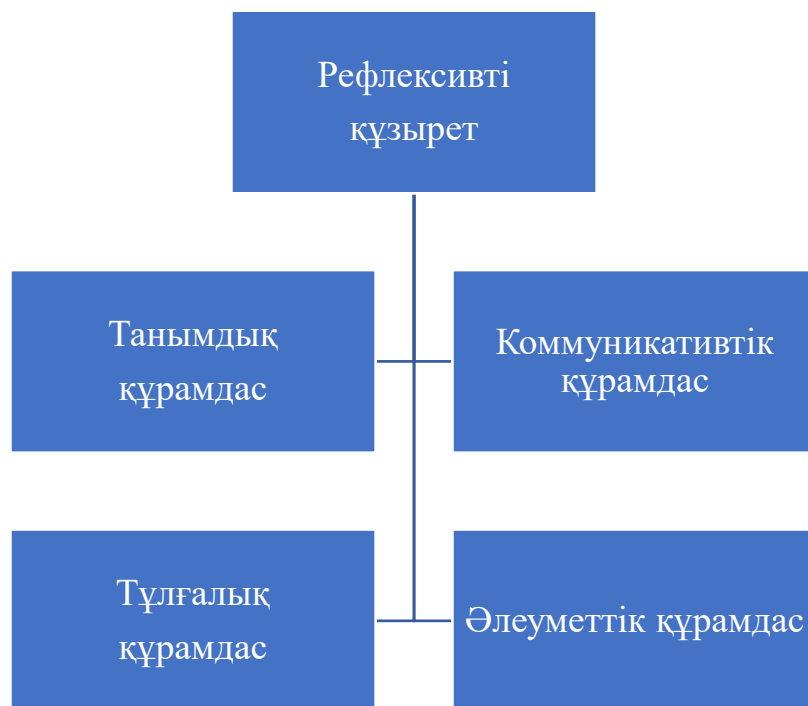 Рефлексивті
құзырет
Танымдық
құрамдас
Коммуникативтік
құрамдас
Тұлғалық
құрамдас
Әлеуметтік құрамдас